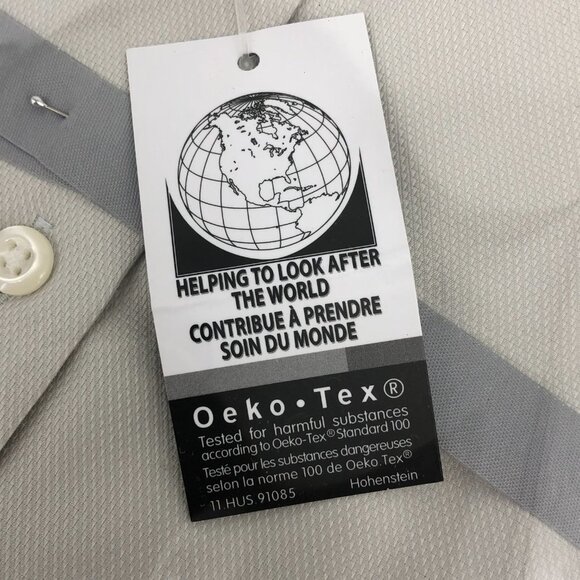 HELPING TO LOOK AFTER
THE WORLD
CONTRIBUE À PRENDRE
SOIN DU MONDE
Oeko • Tex®
Tested for harmful substances
according to Oeko-Tex® Standard 100
Testé pour les substances dangereuses
selon la norme 100 de Oeko.Tex®
11.HUS.91085 Hohenstein